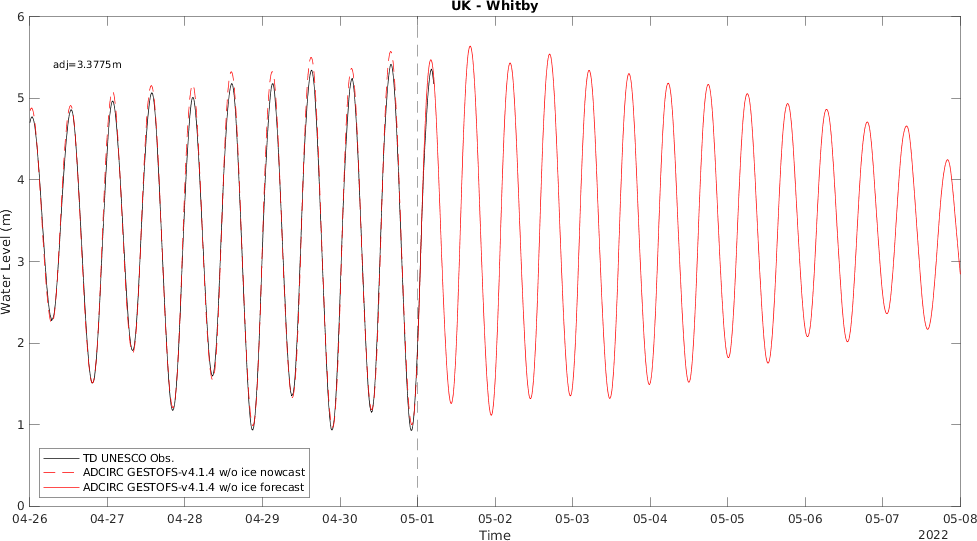 UK - Whitby
6
adj=3.3775m
5
4
3
2
1
0
Water Level (m)
TD UNESCO Obs.
ADCIRC GESTOFS-v4.1.4 w/o ice nowcast
ADCIRC GESTOFS-v4.1.4 w/o ice forecast
04-26 04-27 04-28 04-29 04-30 05-01 05-02 05-03 05-04 05-05 05-06 05-07 05-08
Time
2022